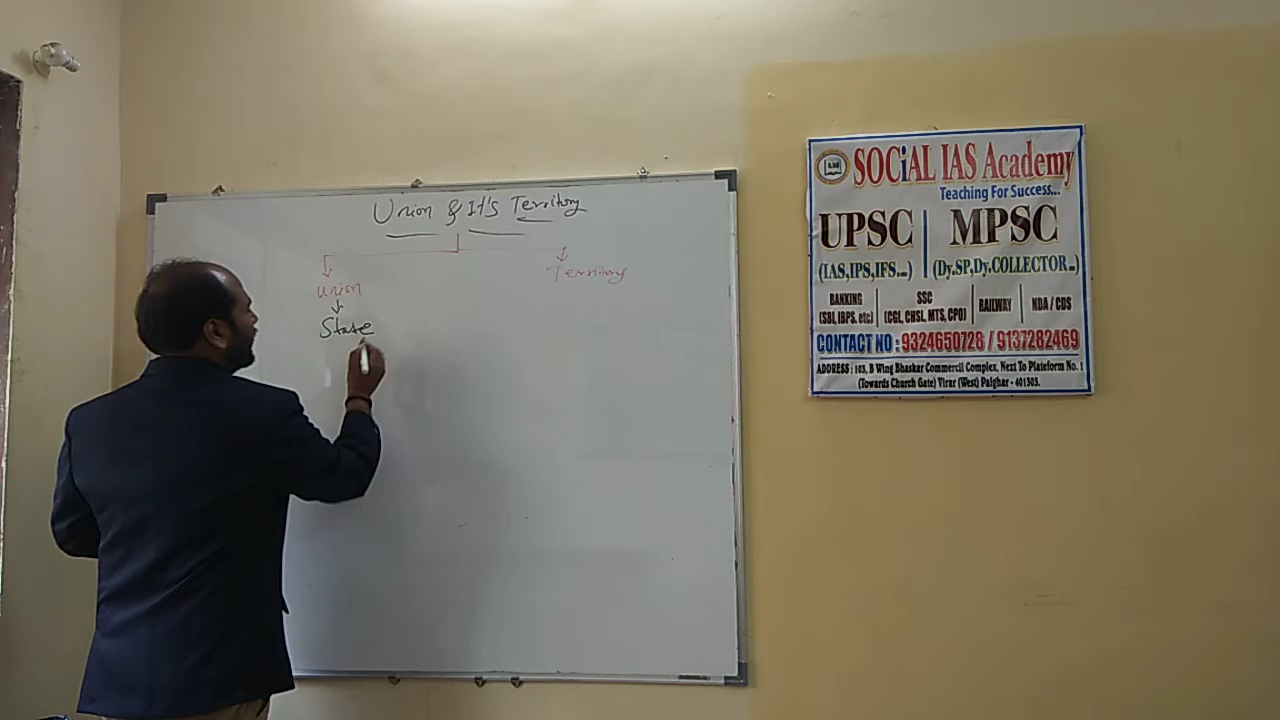 Union & It's Territory
Union
Territory
State
SOCiAL IAS Academy
Teaching For Success...
UPSC MPSC
(IAS,IPS,IFS,...) (Dy.SP,Dy.COLLECTOR...)
BANKING
(SBI, IBPS. etc)
SSC
(CGL, CHSL, MTS, CPO)
RAILWAY
NDA / CDS
CONTACT NO : 9324650728 / 9137282469
ADDRESS : 103, B Wing Bhaskar Commercil Complex, Next To Plateform No. 1
(Towards Church Gate) Virar (West) Palghar - 401303.